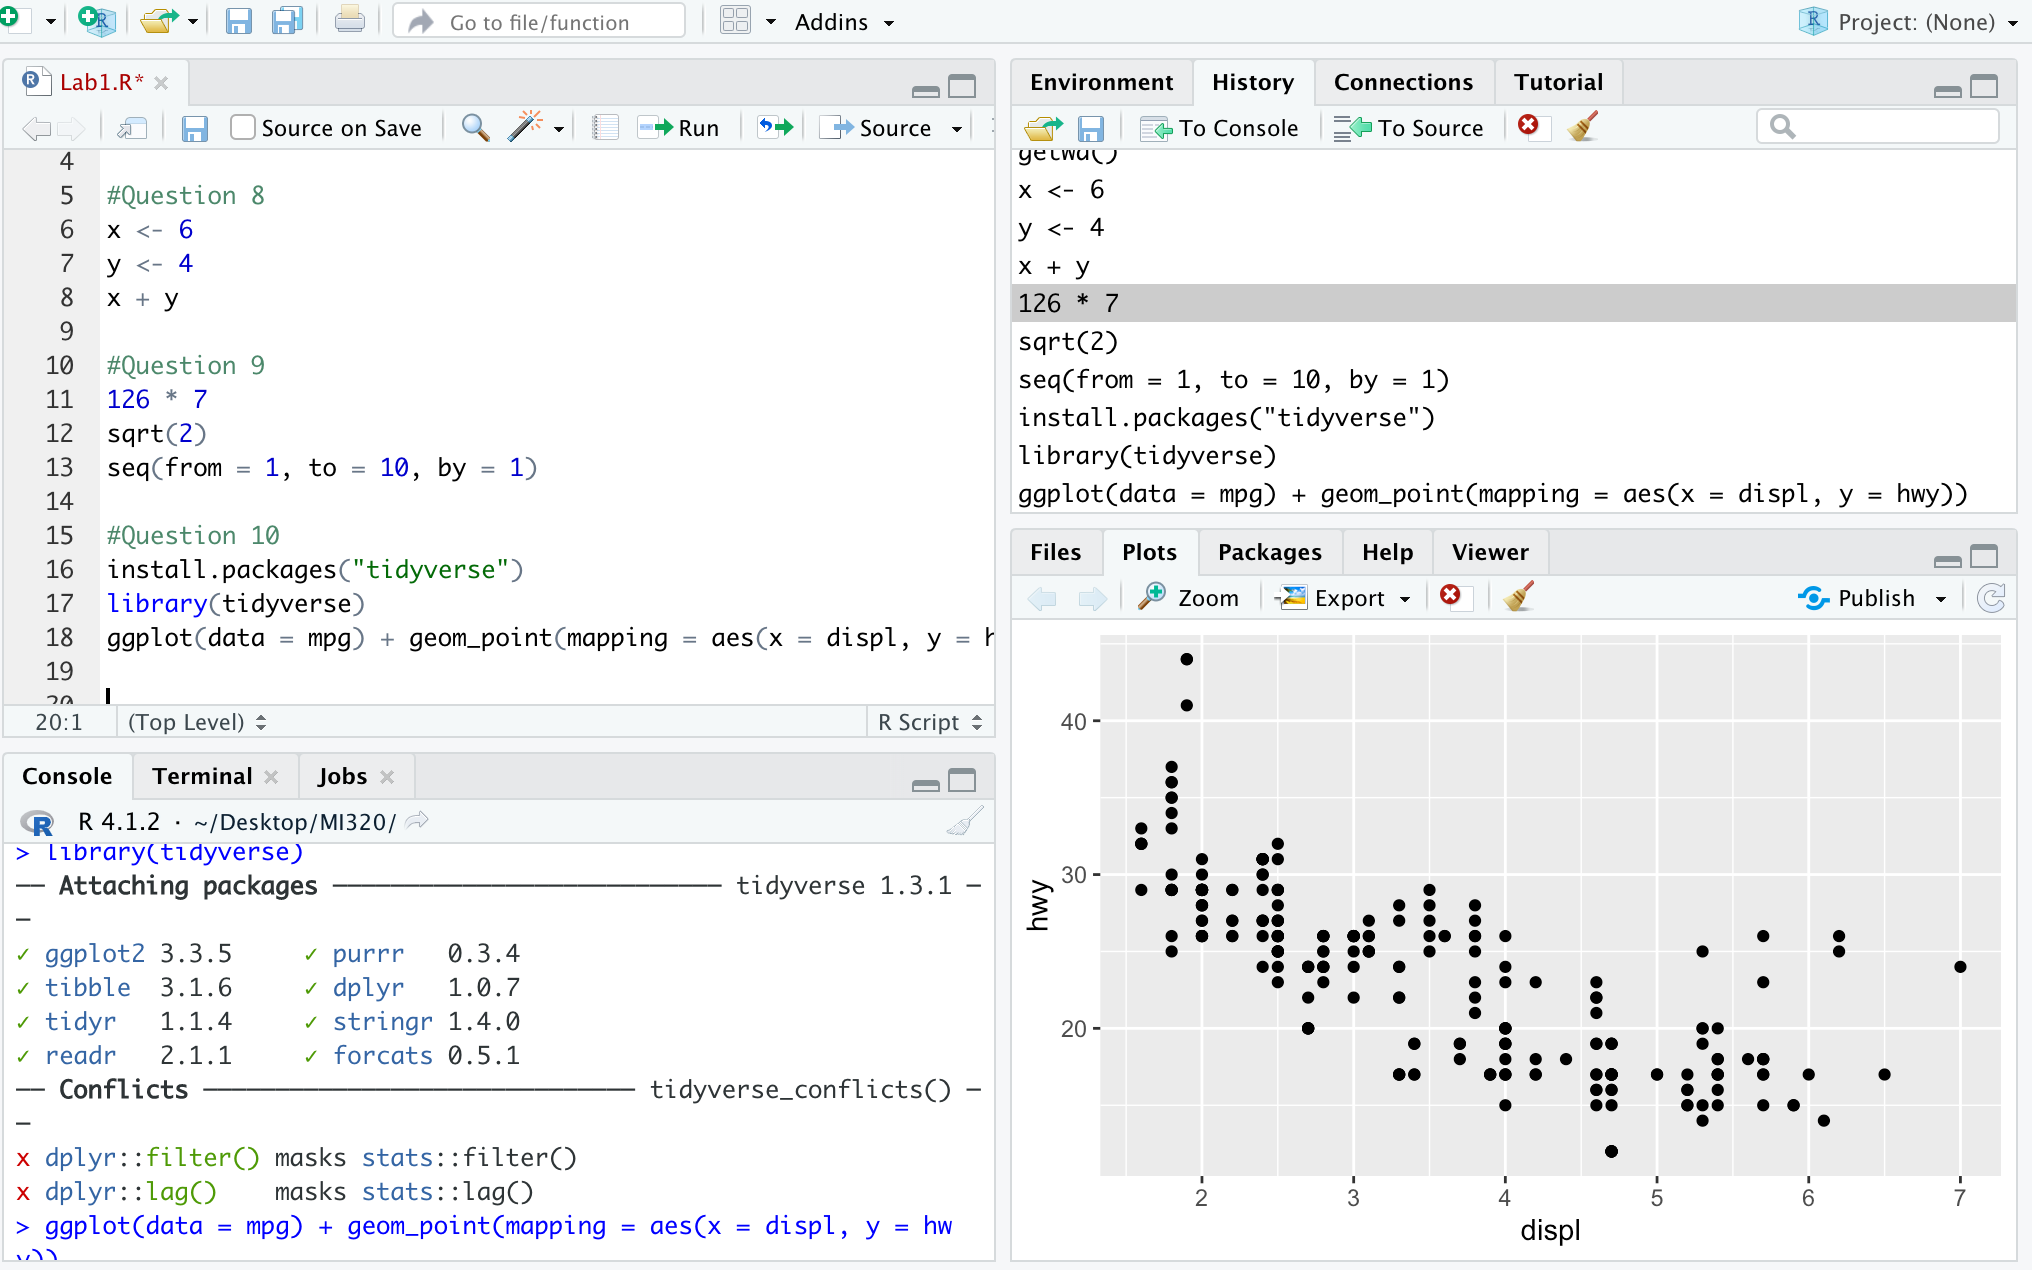 Go to file/function
Addins
Project: (None)
Lab1.R*
Source on Save
Run
Source
4
5 #Question 8
6 x <- 6
7 y <- 4
8 x + y
9
10 #Question 9
11 126 * 7
12 sqrt(2)
13 seq(from = 1, to = 10, by = 1)
14
15 #Question 10
16 install.packages("tidyverse")
17 library(tidyverse)
18 ggplot(data = mpg) + geom_point(mapping = aes(x = displ, y = h
19
20
20:1 (Top Level) R Script
Console Terminal Jobs
R 4.1.2 · ~/Desktop/MI320/
> library(tidyverse)
── Attaching packages ─────────────────────────── tidyverse 1.3.1 ─
─
✓ ggplot2 3.3.5 ✓ purrr 0.3.4
✓ tibble 3.1.6 ✓ dplyr 1.0.7
✓ tidyr 1.1.4 ✓ stringr 1.4.0
✓ readr 2.1.1 ✓ forcats 0.5.1
── Conflicts ────────────────────────────── tidyverse_conflicts() ─
─
x dplyr::filter() masks stats::filter()
x dplyr::lag() masks stats::lag()
> ggplot(data = mpg) + geom_point(mapping = aes(x = displ, y = hw
y))
Environment History Connections Tutorial
To Console To Source
getwd()
x <- 6
y <- 4
x + y
126 * 7
sqrt(2)
seq(from = 1, to = 10, by = 1)
install.packages("tidyverse")
library(tidyverse)
ggplot(data = mpg) + geom_point(mapping = aes(x = displ, y = hwy))
Files Plots Packages Help Viewer
Zoom Export Publish
40
30
20
hwy
2 3 4 5 6 7
displ